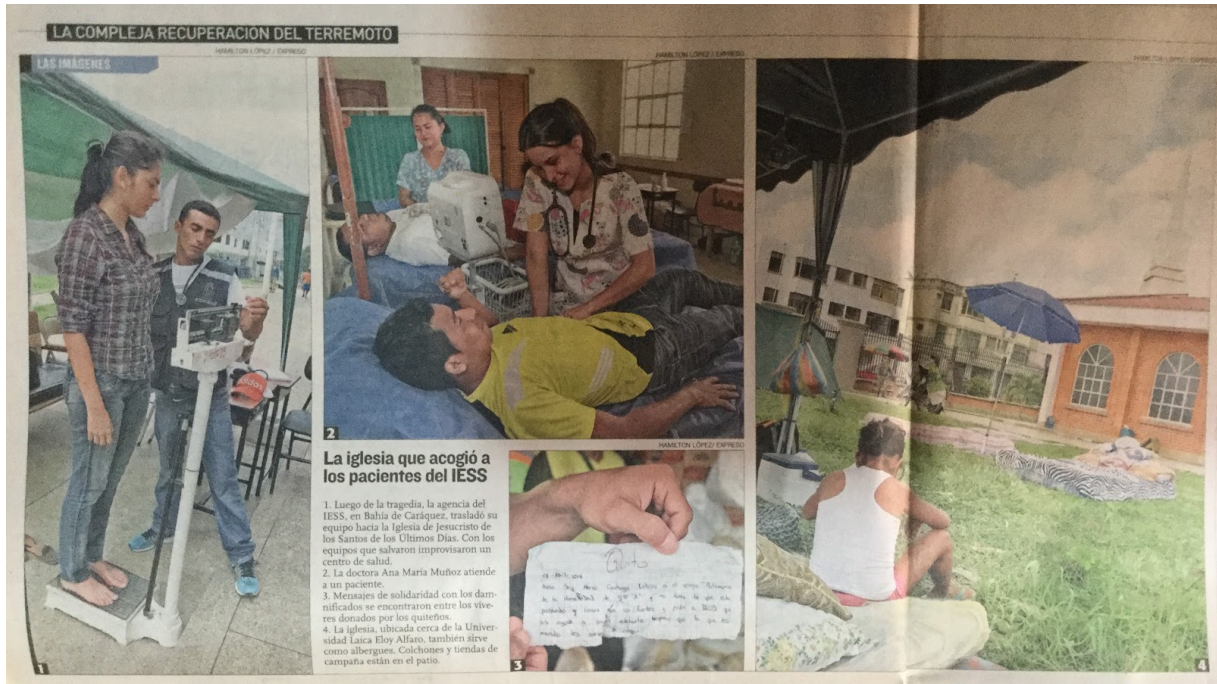 LA COMPLEJA RECUPERACIÓN DEL TERREMOTO
HAMILTON LÓPEZ / EXPRESO
HAMILTON LÓPEZ / EXPRESO
HAMILTON LÓPEZ / EXPRESO
LAS IMÁGENES
adidas
1
2
HAMILTON LÓPEZ/ EXPRESO
La iglesia que acogió a
los pacientes del IESS
1. Luego de la tragedia, la agencia del
IESS, en Bahía de Caráquez, trasladó su
equipo hacia la Iglesia de Jesucristo de
los Santos de los Últimos Días. Con los
equipos que salvaron improvisaron un
centro de salud.
2. La doctora Ana María Muñoz atiende
a un paciente.
3. Mensajes de solidaridad con los dam-
nificados se encontraron entre los víve-
res donados por los quiteños.
4. La iglesia, ubicada cerca de la Univer-
sidad Laica Eloy Alfaro, también sirve
como albergues. Colchones y tiendas de
campaña están en el patio.
Quito
3
4